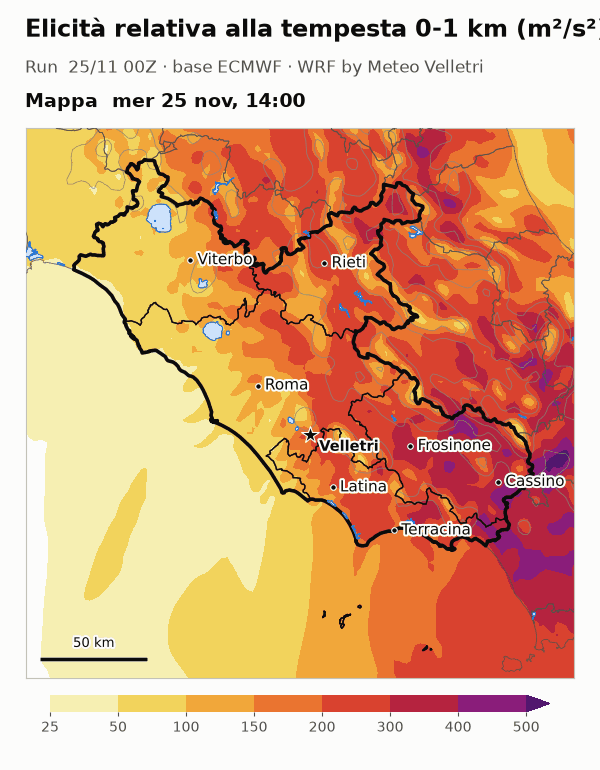 Elicità relativa alla tempesta 0-1 km (m²/s²)
Run  25/11 00Z · base ECMWF · WRF by Meteo Velletri
Mappa  mer 25 nov, 14:00
Viterbo
Rieti
Roma
Velletri
Frosinone
Latina
Cassino
Terracina
50 km
25 50 100 150 200 300 400 500